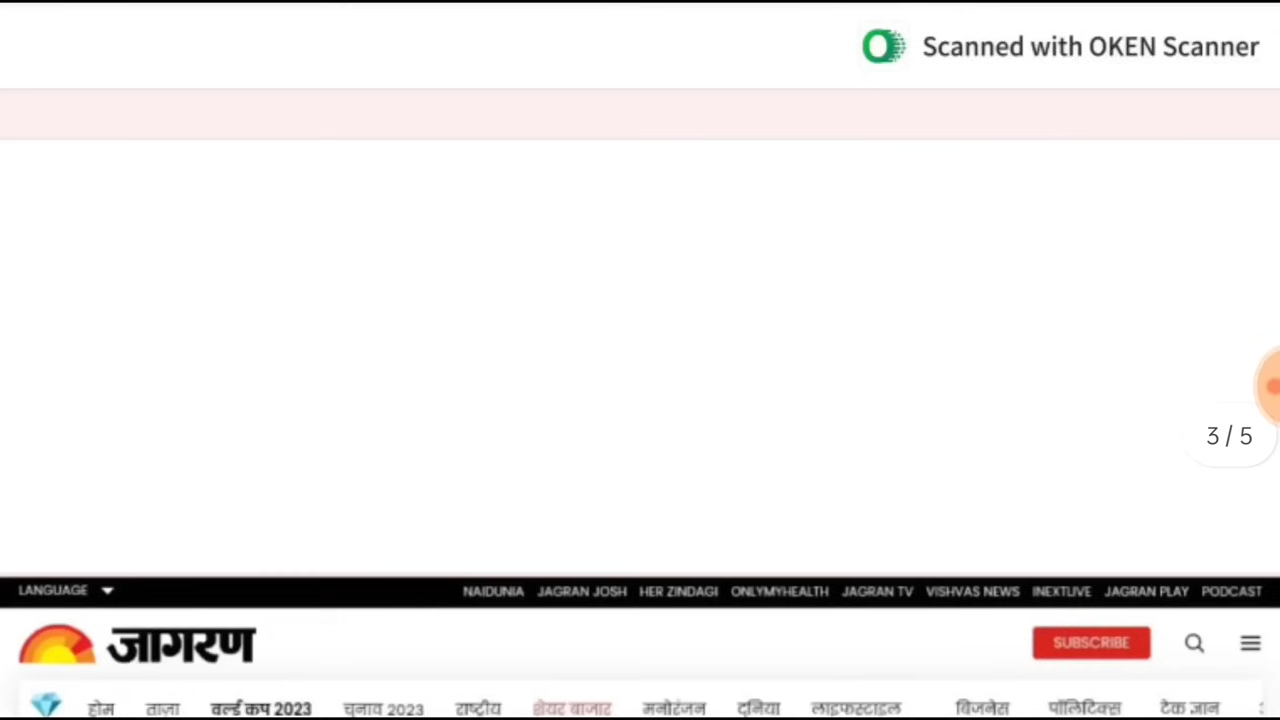 Scanned with OKEN Scanner
3 / 5
LANGUAGE NAIDUNIA JAGRAN JOSH HER ZINDAGI ONLYMYHEALTH JAGRAN TV VISHVAS NEWS INEXTLIVE JAGRAN PLAY PODCAST
जागरण SUBSCRIBE
होम ताज़ा वर्ल्ड कप 2023 चुनाव 2023 राष्ट्रीय शेयर बाजार मनोरंजन दुनिया लाइफस्टाइल बिजनेस पॉलिटिक्स टेक ज्ञान